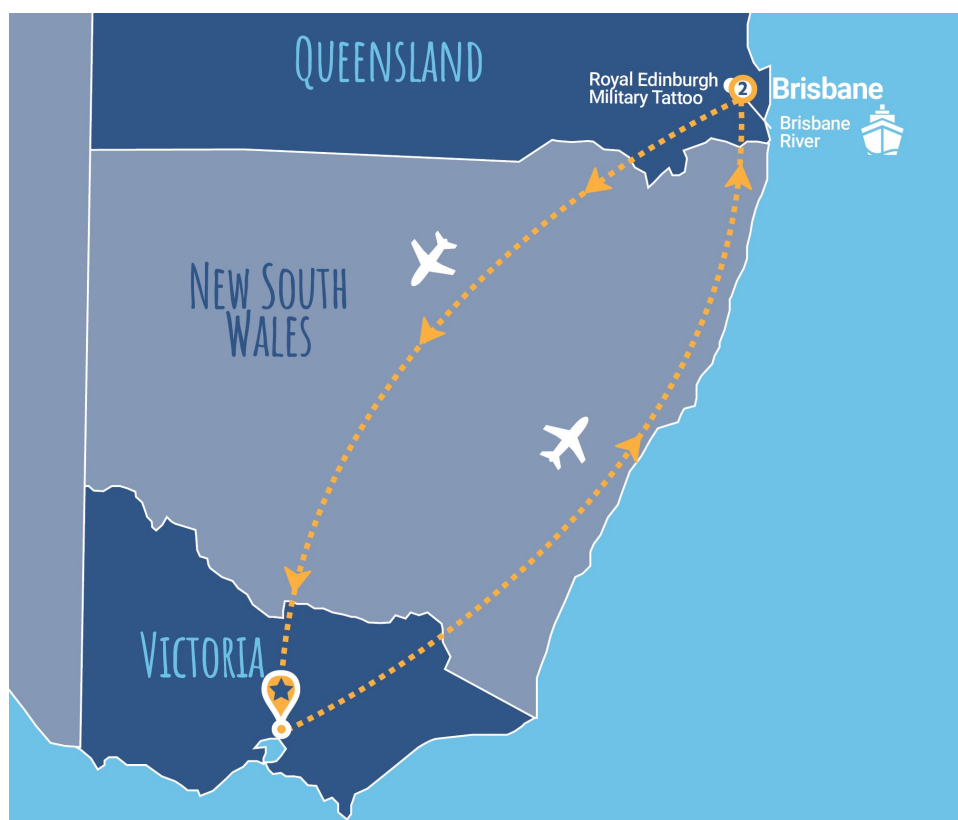 QUEENSLAND
Royal Edinburgh
Military Tattoo
2
Brisbane
Brisbane
River
NEW SOUTH
WALES
VICTORIA